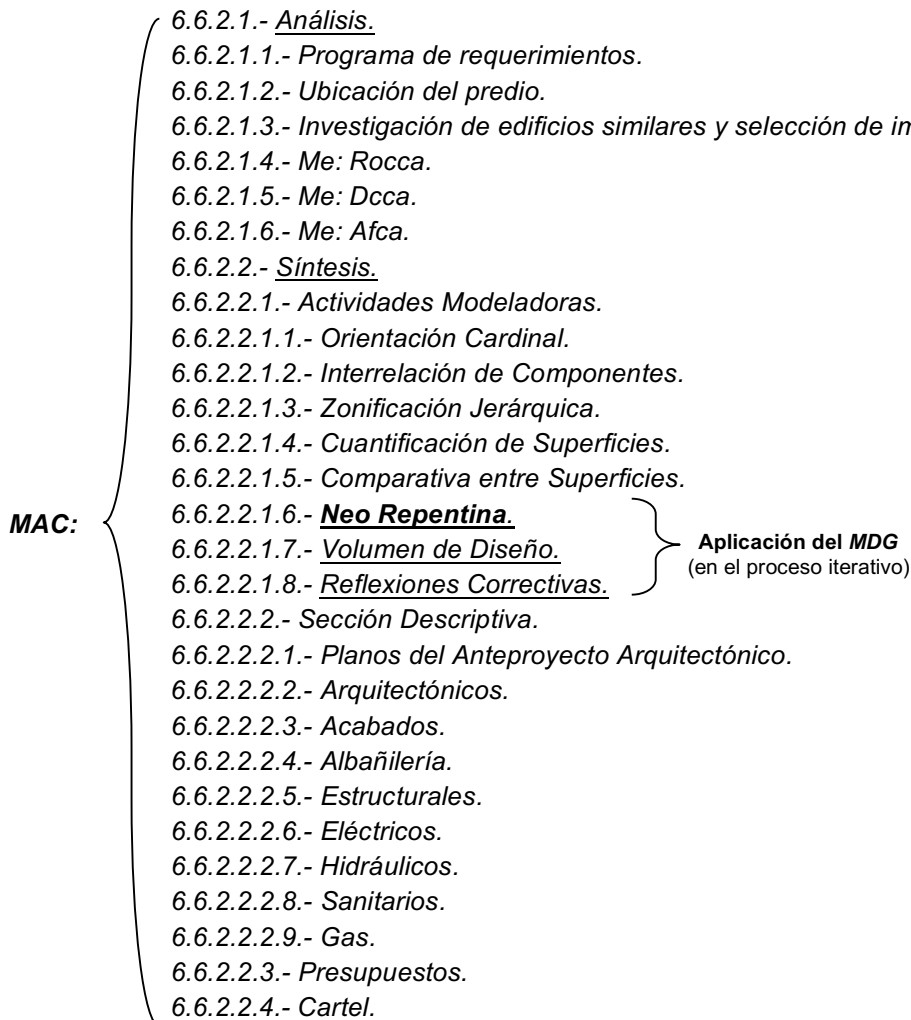 6.6.2.1.- Análisis.
6.6.2.1.1.- Programa de requerimientos.
6.6.2.1.2.- Ubicación del predio.
6.6.2.1.3.- Investigación de edificios similares y selección de
6.6.2.1.4.- Me: Rocca.
6.6.2.1.5.- Me: Dcca.
6.6.2.1.6.- Me: Afca.
6.6.2.2.- Síntesis.
6.6.2.2.1.- Actividades Modeladoras.
6.6.2.2.1.1.- Orientación Cardinal.
6.6.2.2.1.2.- Interrelación de Componentes.
6.6.2.2.1.3.- Zonificación Jerárquica.
6.6.2.2.1.4.- Cuantificación de Superficies.
6.6.2.2.1.5.- Comparativa entre Superficies.
MAC:
6.6.2.2.1.6.- Neo Repentina.
6.6.2.2.1.7.- Volumen de Diseño.
6.6.2.2.1.8.- Reflexiones Correctivas.
Aplicación del MDG
(en el proceso iterativo)
6.6.2.2.2.- Sección Descriptiva.
6.6.2.2.2.1.- Planos del Anteproyecto Arquitectónico.
6.6.2.2.2.2.- Arquitectónicos.
6.6.2.2.2.3.- Acabados.
6.6.2.2.2.4.- Albañilería.
6.6.2.2.2.5.- Estructurales.
6.6.2.2.2.6.- Eléctricos.
6.6.2.2.2.7.- Hidráulicos.
6.6.2.2.2.8.- Sanitarios.
6.6.2.2.2.9.- Gas.
6.6.2.2.3.- Presupuestos.
6.6.2.2.4.- Cartel.